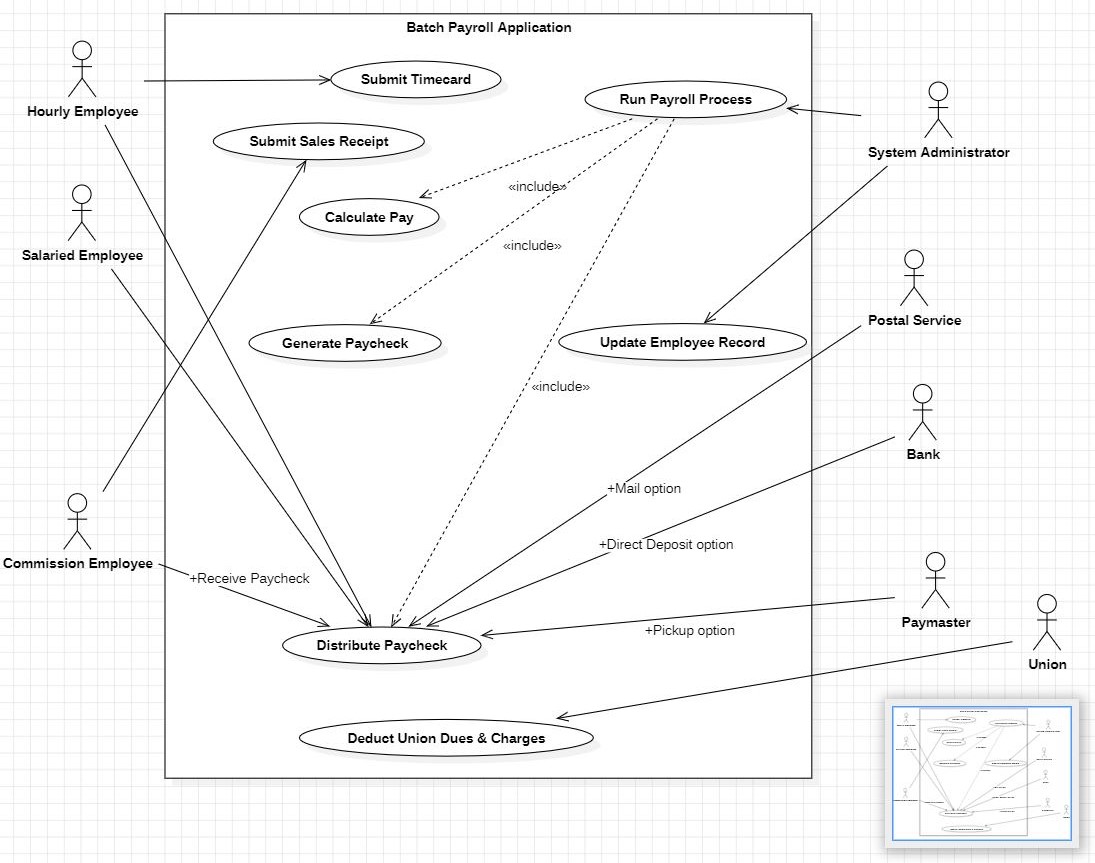 Batch Payroll Application
Submit Timecard
Run Payroll Process
Hourly Employee
Submit Sales Receipt
System Administrator
«include»
Calculate Pay
«include»
Salaried Employee
Postal Service
Generate Paycheck
Update Employee Record
«include»
Bank
+Mail option
+Direct Deposit option
Commission Employee
+Receive Paycheck
Paymaster
+Pickup option
Distribute Paycheck
Union
Deduct Union Dues & Charges